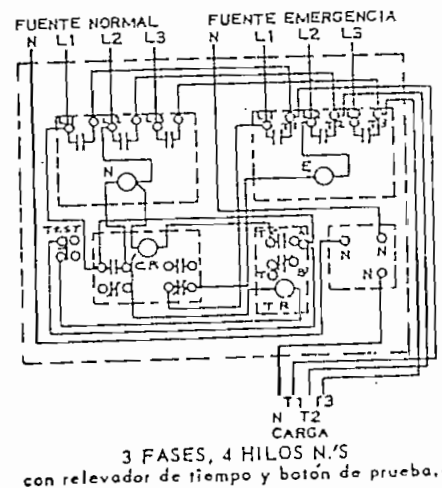 FUENTE NORMAL
FUENTE EMERGENCIA
N L1 L2 L3
N L1 L2 L3
N
E
TEST
CR
T
A
T
B
TR
N
N
N
T1 T3
N T2
CARGA
3 FASES, 4 HILOS N.'S
con relevador de tiempo y botón de prueba.